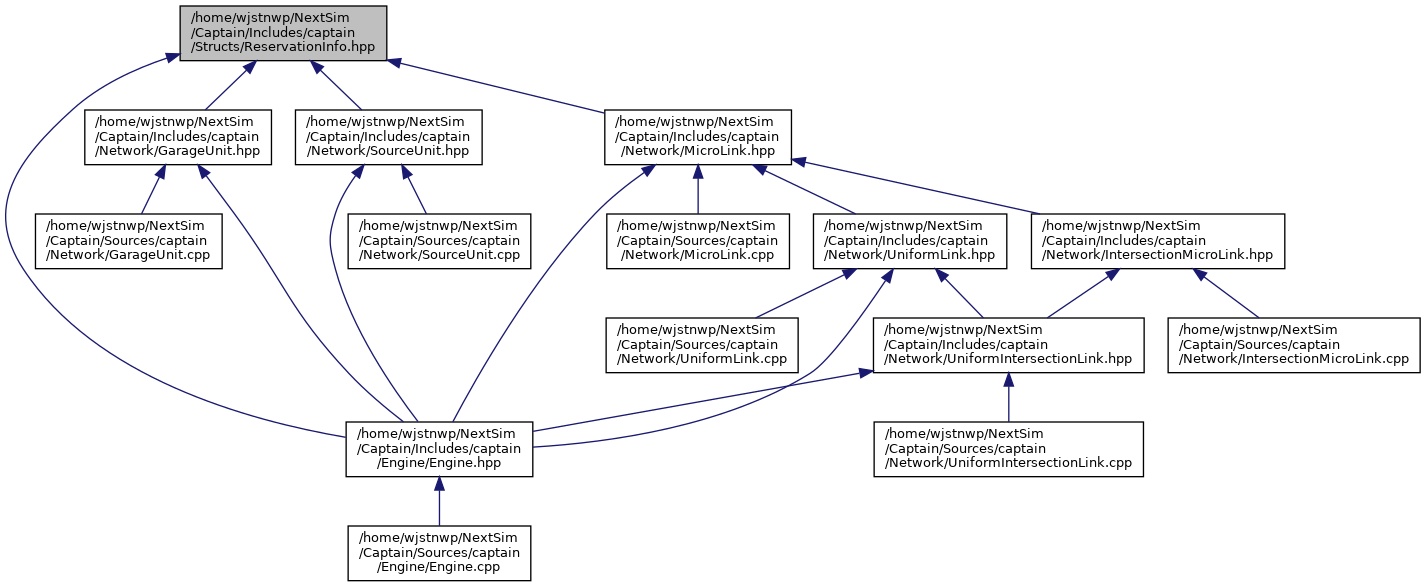 /home/wjstnwp/NextSim
/Captain/Includes/captain
/Structs/ReservationInfo.hpp
/home/wjstnwp/NextSim
/Captain/Includes/captain
/Network/GarageUnit.hpp
/home/wjstnwp/NextSim
/Captain/Includes/captain
/Network/SourceUnit.hpp
/home/wjstnwp/NextSim
/Captain/Includes/captain
/Network/MicroLink.hpp
/home/wjstnwp/NextSim
/Captain/Sources/captain
/Network/GarageUnit.cpp
/home/wjstnwp/NextSim
/Captain/Sources/captain
/Network/SourceUnit.cpp
/home/wjstnwp/NextSim
/Captain/Sources/captain
/Network/MicroLink.cpp
/home/wjstnwp/NextSim
/Captain/Includes/captain
/Network/UniformLink.hpp
/home/wjstnwp/NextSim
/Captain/Includes/captain
/Network/IntersectionMicroLink.hpp
/home/wjstnwp/NextSim
/Captain/Sources/captain
/Network/UniformLink.cpp
/home/wjstnwp/NextSim
/Captain/Includes/captain
/Network/UniformIntersectionLink.hpp
/home/wjstnwp/NextSim
/Captain/Sources/captain
/Network/IntersectionMicroLink.cpp
/home/wjstnwp/NextSim
/Captain/Includes/captain
/Engine/Engine.hpp
/home/wjstnwp/NextSim
/Captain/Sources/captain
/Network/UniformIntersectionLink.cpp
/home/wjstnwp/NextSim
/Captain/Sources/captain
/Engine/Engine.cpp